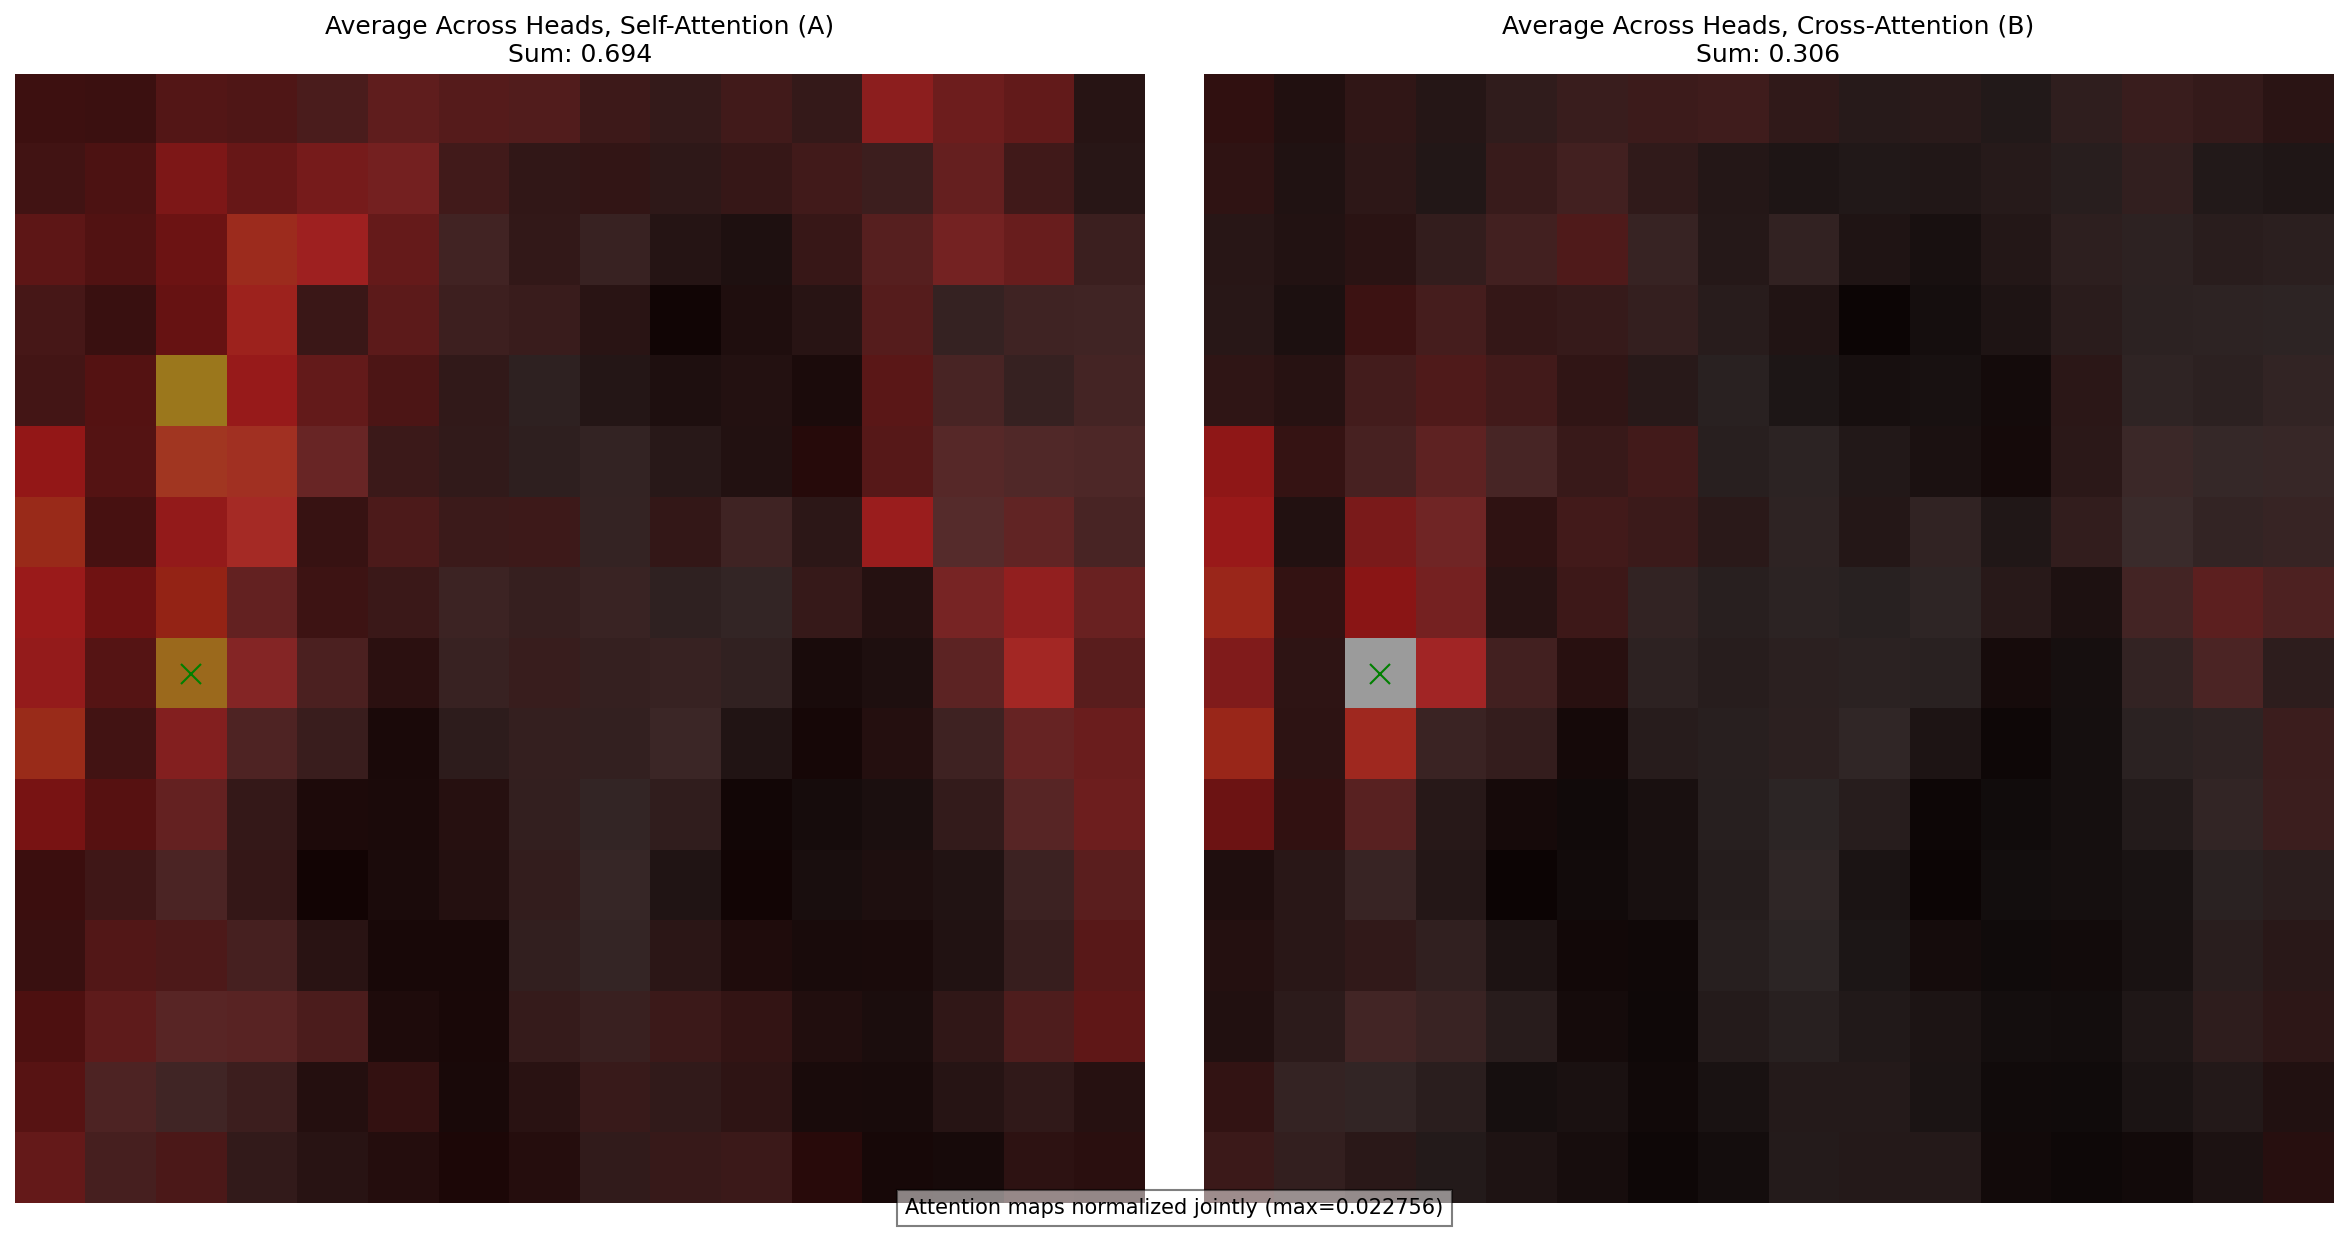 Average Across Heads, Self-Attention (A)
Sum: 0.694
Average Across Heads, Cross-Attention (B)
Sum: 0.306
Attention maps normalized jointly (max=0.022756)